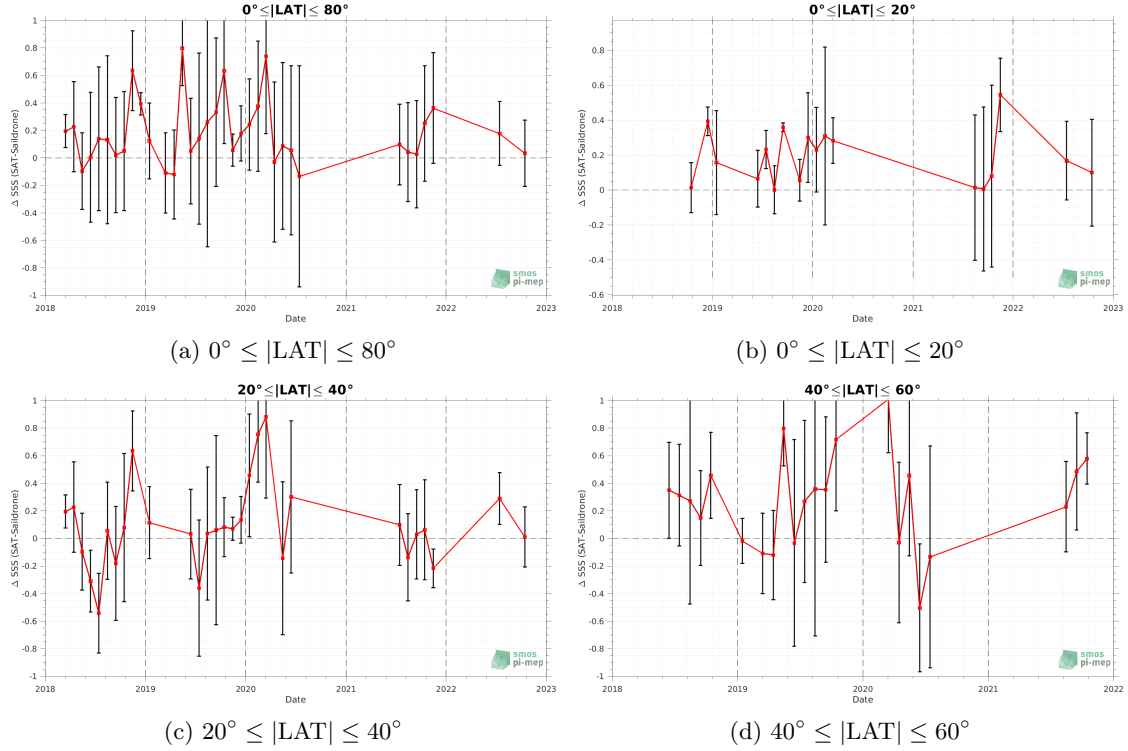 0°≤|LAT|≤ 80°
Δ SSS (SAT-Saildrone)
1
0.8
0.6
0.4
0.2
0
-0.2
-0.4
-0.6
-0.8
-1
2018
2019
2020
2021
2022
2023
Date
smos
pi-mep
(a) 0° ≤ |LAT| ≤ 80°
0°≤|LAT|≤ 20°
Δ SSS (SAT-Saildrone)
0.8
0.6
0.4
0.2
0
-0.2
-0.4
-0.6
2018
2019
2020
2021
2022
2023
Date
smos
pi-mep
(b) 0° ≤ |LAT| ≤ 20°
20°≤|LAT|≤ 40°
Δ SSS (SAT-Saildrone)
1
0.8
0.6
0.4
0.2
0
-0.2
-0.4
-0.6
-0.8
-1
2018
2019
2020
2021
2022
2023
Date
smos
pi-mep
(c) 20° ≤ |LAT| ≤ 40°
40°≤|LAT|≤ 60°
Δ SSS (SAT-Saildrone)
1
0.8
0.6
0.4
0.2
0
-0.2
-0.4
-0.6
-0.8
-1
2018
2019
2020
2021
2022
Date
smos
pi-mep
(d) 40° ≤ |LAT| ≤ 60°